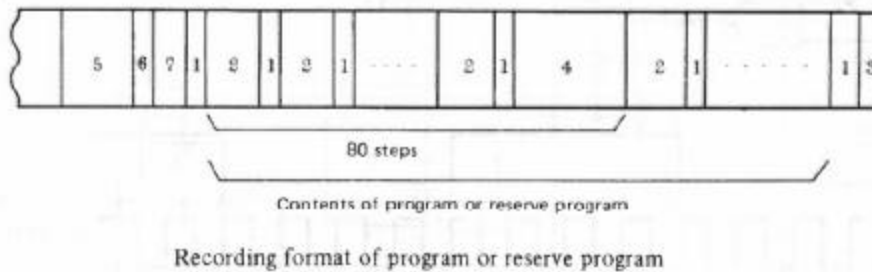 5 6 7 1 2 1 2 1 ..... 2 1 4 2 1 ...... 1 3
80 steps
Contents of program or reserve program
Recording format of program or reserve program